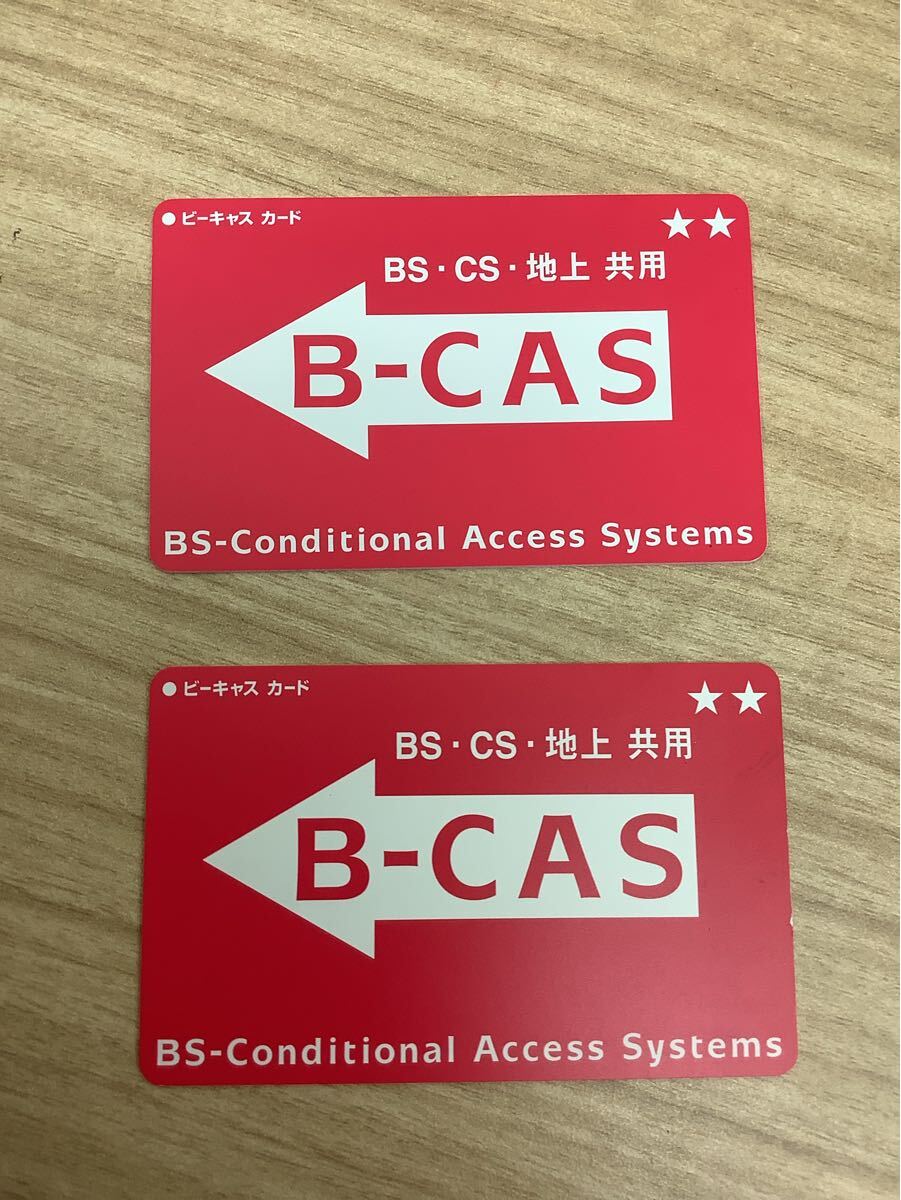 ● ビーキャス カード
★★
BS・CS・地上 共用
B-CAS
BS-Conditional Access Systems
● ビーキャス カード
★★
BS・CS・地上 共用
B-CAS
BS-Conditional Access Systems